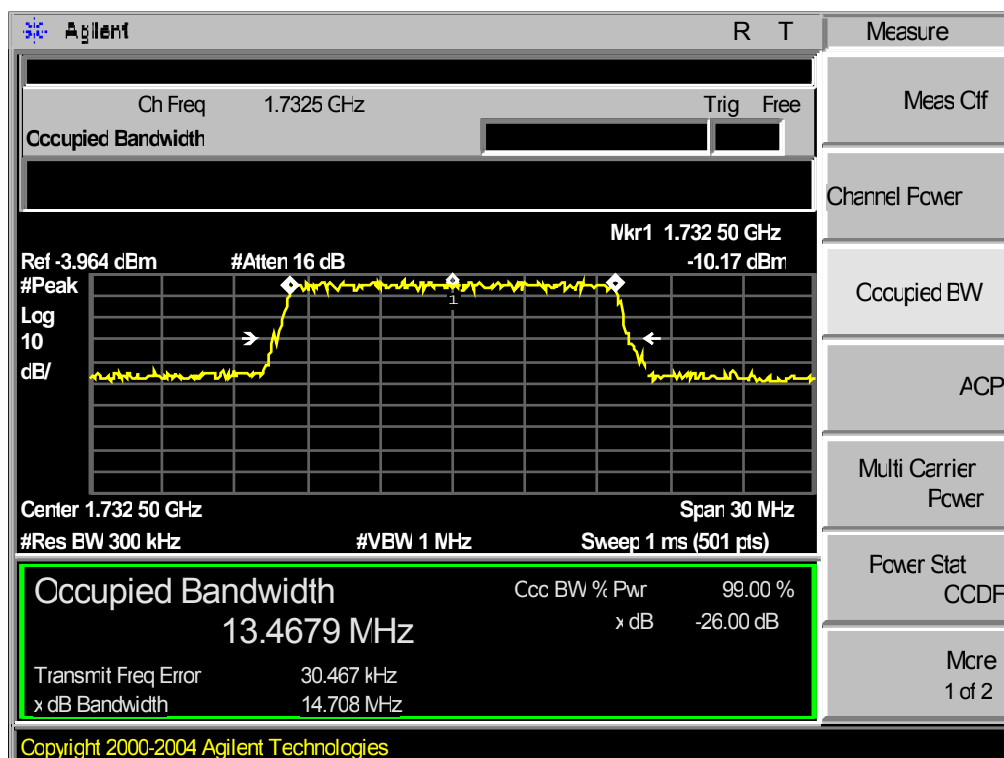 Agilent R T Measure
Ch Freq 1.7325 GHz Trig Free
Occupied Bandwidth
Meas Off
Channel Power
Occupied BW
ACP
Multi Carrier
Power
Power Stat
CCDF
More
1 of 2
Mkr1 1.732 50 GHz
Ref -3.964 dBm #Atten 16 dB -10.17 dBm
#Peak
Log
10
dB/
1
Center 1.732 50 GHz Span 30 MHz
#Res BW 300 kHz #VBW 1 MHz Sweep 1 ms (501 pts)
Occupied Bandwidth Occ BW % Pwr 99.00 %
13.4679 MHz x dB -26.00 dB
Transmit Freq Error 30.467 kHz
x dB Bandwidth 14.708 MHz
Copyright 2000-2004 Agilent Technologies